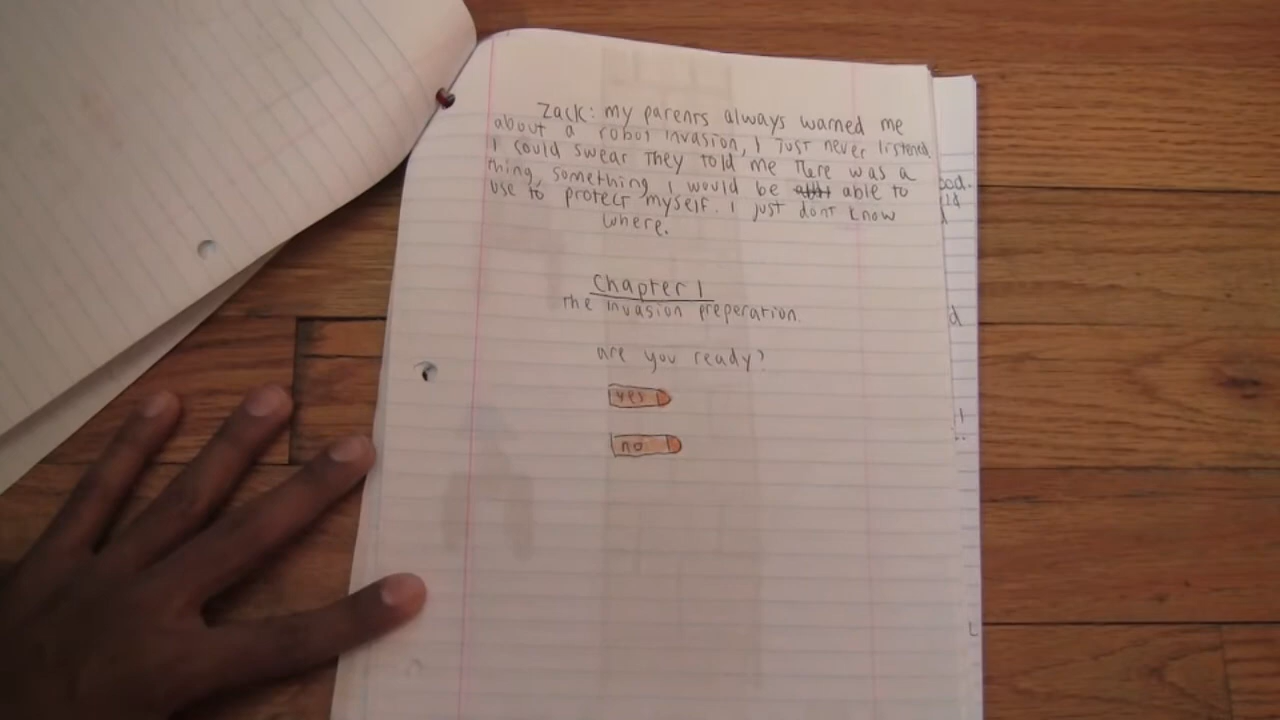 Zack: my parents always warned me
about a robot invasion, I just never listened.
I could swear they told me there was a
thing, something I would be able to
use to protect myself. I just dont know
where.
Chapter 1
the invasion preperation.
are you ready?
yes
no